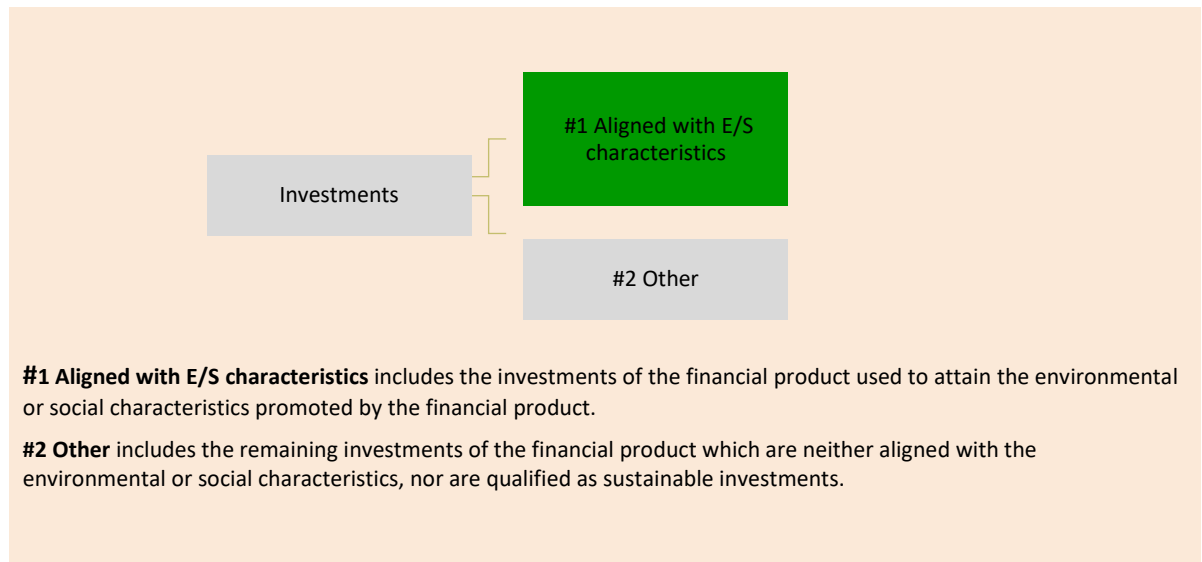 #1 Aligned with E/S
characteristics
Investments
#2 Other
#1 Aligned with E/S characteristics includes the investments of the financial product used to attain the environmental
or social characteristics promoted by the financial product.
#2 Other includes the remaining investments of the financial product which are neither aligned with the
environmental or social characteristics, nor are qualified as sustainable investments.